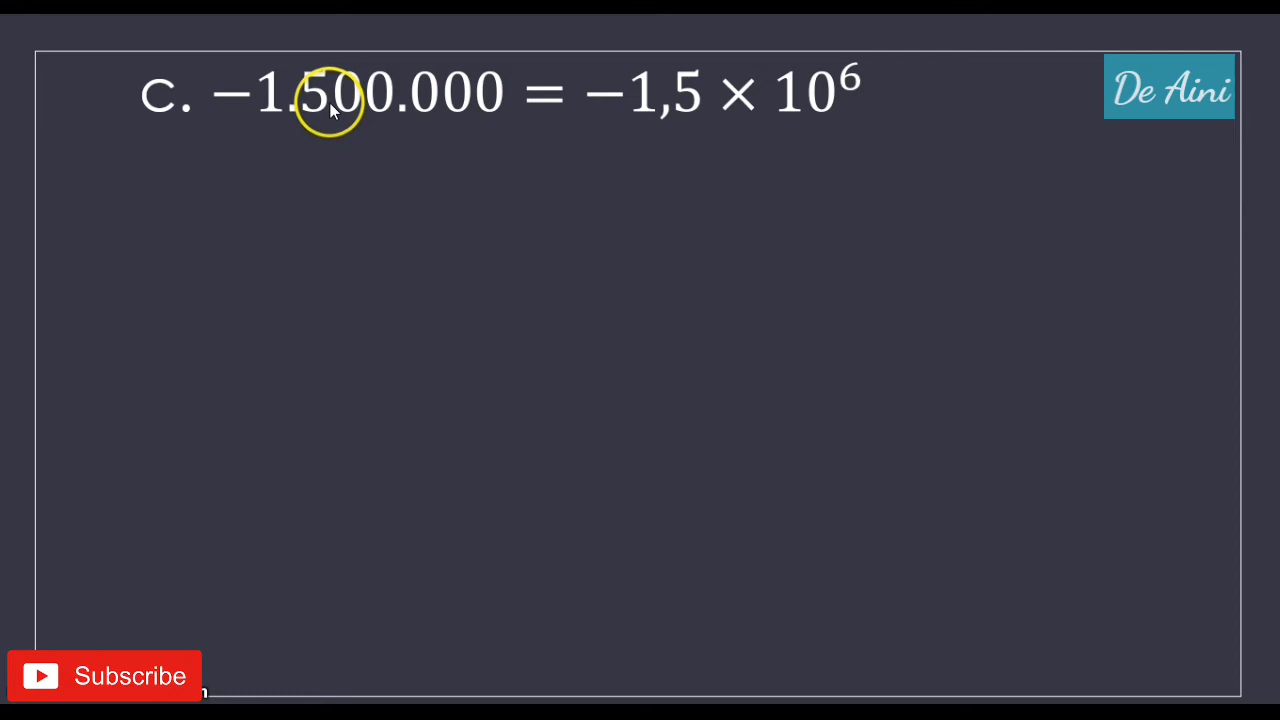 C. −1.500.000 = −1,5 × 10⁶
De Aini
Subscribe